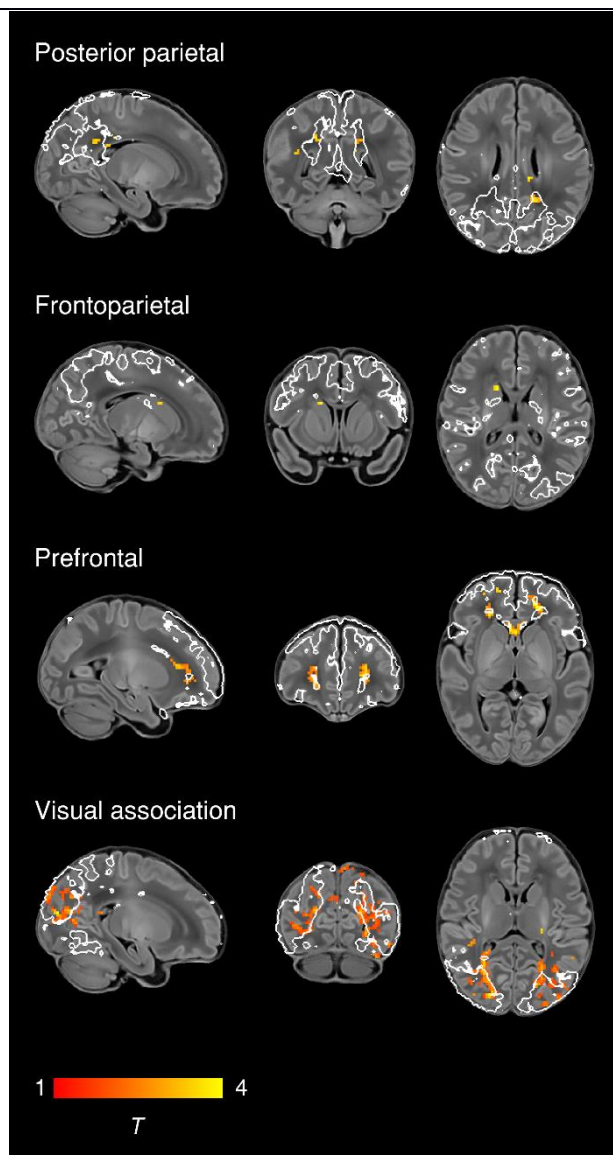 Posterior parietal
Frontoparietal
Prefrontal
Visual association
1 4
T